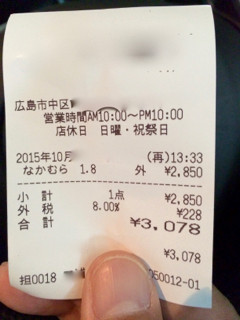 広島市中区
営業時間AM10:00～PM10:00
店休日 日曜・祝祭日
2015年10月 (再)13:33
なかむら 1.8 外 ¥2,850
小 計 1点 ¥2,850
外 税 8.00% ¥228
合 計 ¥3,078
¥3,078
担0018 050012-01